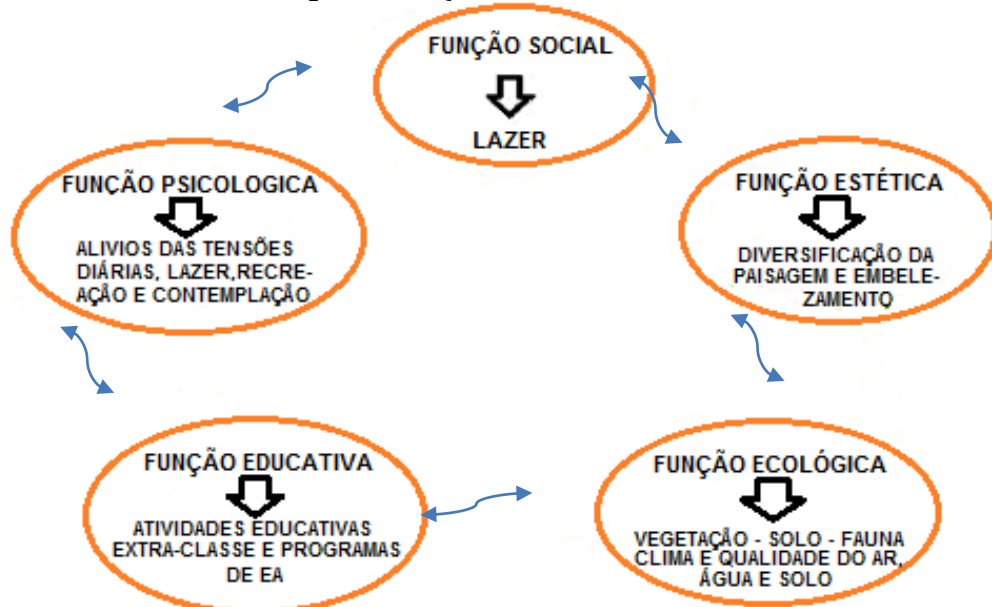 FUNÇÃO SOCIAL
LAZER
FUNÇÃO PSICOLOGICA
ALIVIOS DAS TENSÕES
DIÁRIAS, LAZER,RECRE-
AÇÃO E CONTEMPLAÇÃO
FUNÇÃO ESTÉTICA
DIVERSIFICAÇÃO DA
PAISAGEM E EMBELE-
ZAMENTO
FUNÇÃO EDUCATIVA
ATIVIDADES EDUCATIVAS
EXTRA-CLASSE E PROGRAMAS
DE EA
FUNÇÃO ECOLÓGICA
VEGETAÇÃO - SOLO - FAUNA
CLIMA E QUALIDADE DO AR,
ÁGUA E SOLO